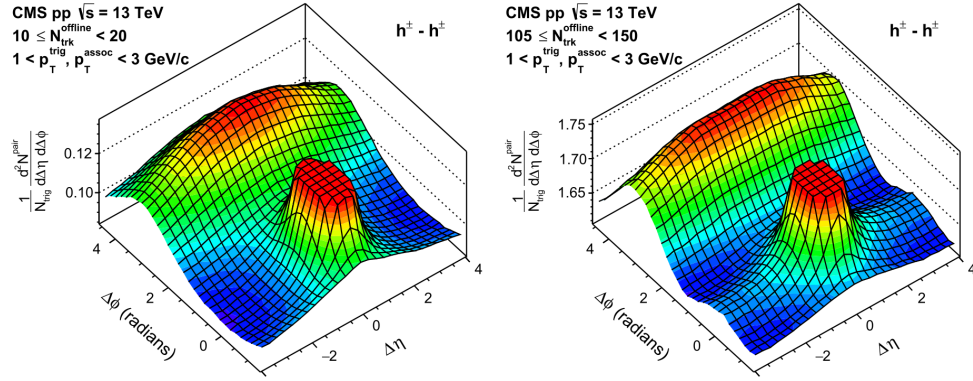 CMS pp √s = 13 TeV
10 ≤ N_trk^offline < 20
1 < p_T^trig, p_T^assoc < 3 GeV/c
h± - h±
1/N_trig d²N^pair/dΔη dΔϕ
0.12
0.10
4
2
0
Δϕ (radians)
−2
0
2
4
Δη
CMS pp √s = 13 TeV
105 ≤ N_trk^offline < 150
1 < p_T^trig, p_T^assoc < 3 GeV/c
h± - h±
1/N_trig d²N^pair/dΔη dΔϕ
1.75
1.70
1.65
4
2
0
Δϕ (radians)
−2
0
2
4
Δη